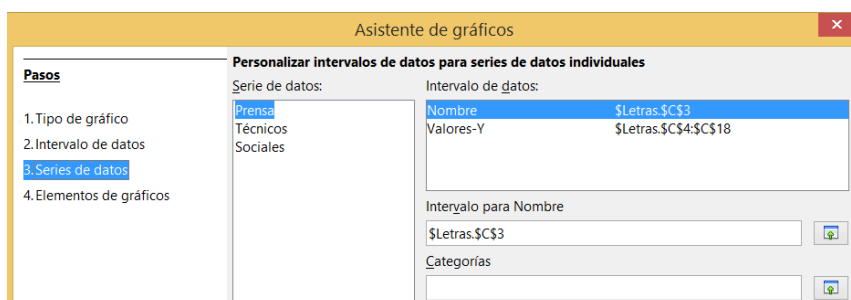 Asistente de gráficos
Pasos
1. Tipo de gráfico
2. Intervalo de datos
3. Series de datos
4. Elementos de gráficos
Personalizar intervalos de datos para series de datos individuales
Serie de datos:
Prensa
Técnicos
Sociales
Intervalo de datos:
Nombre $Letras.$C$3
Valores-Y $Letras.$C$4:$C$18
Intervalo para Nombre
$Letras.$C$3
Categorías